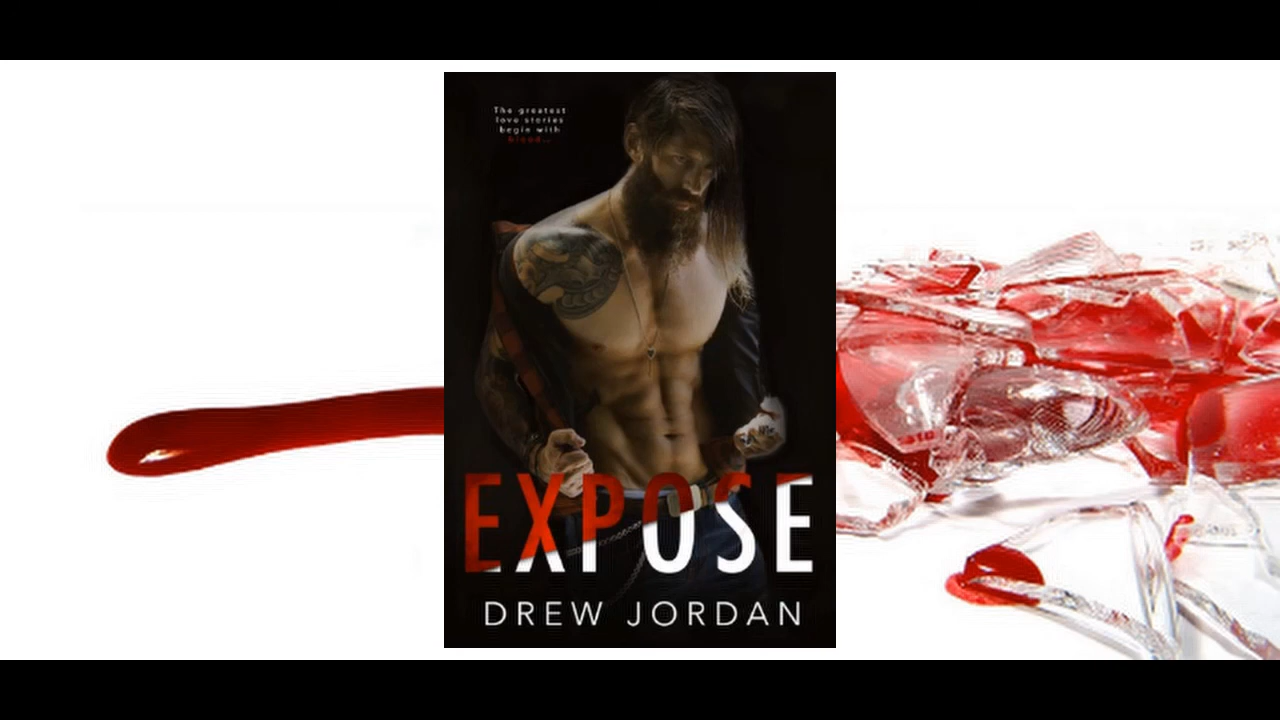 The greatest
love stories
begin with
blood...
EXPOSE
DREW JORDAN